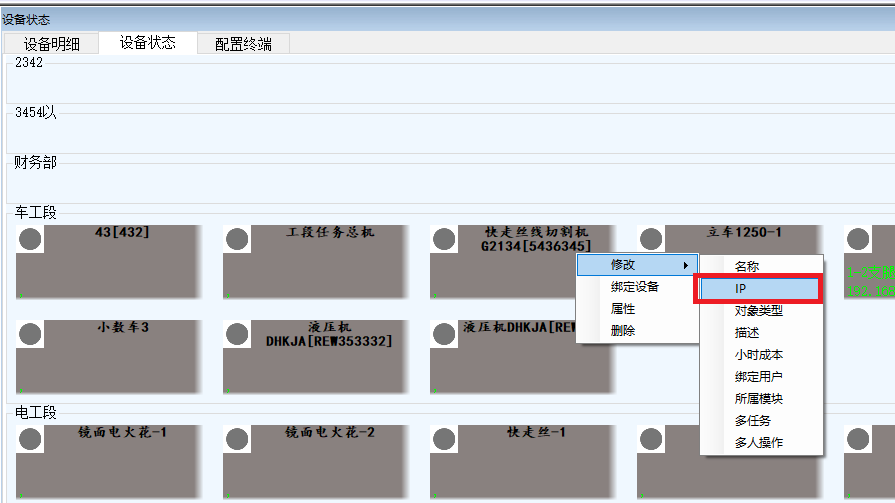 设备状态
设备明细
设备状态
配置终端
2342
3454以
财务部
车工段
43[432]
工段任务总机
快走丝线切割机
G2134[5436345]
立车1250-1
修改
绑定设备
属性
删除
名称
IP
对象类型
描述
小时成本
绑定用户
所属模块
多任务
多人操作
小数车3
液压机
DHKJA[REW353332]
液压机DHKJA[REW
电工段
镜面电火花-1
镜面电火花-2
快走丝-1